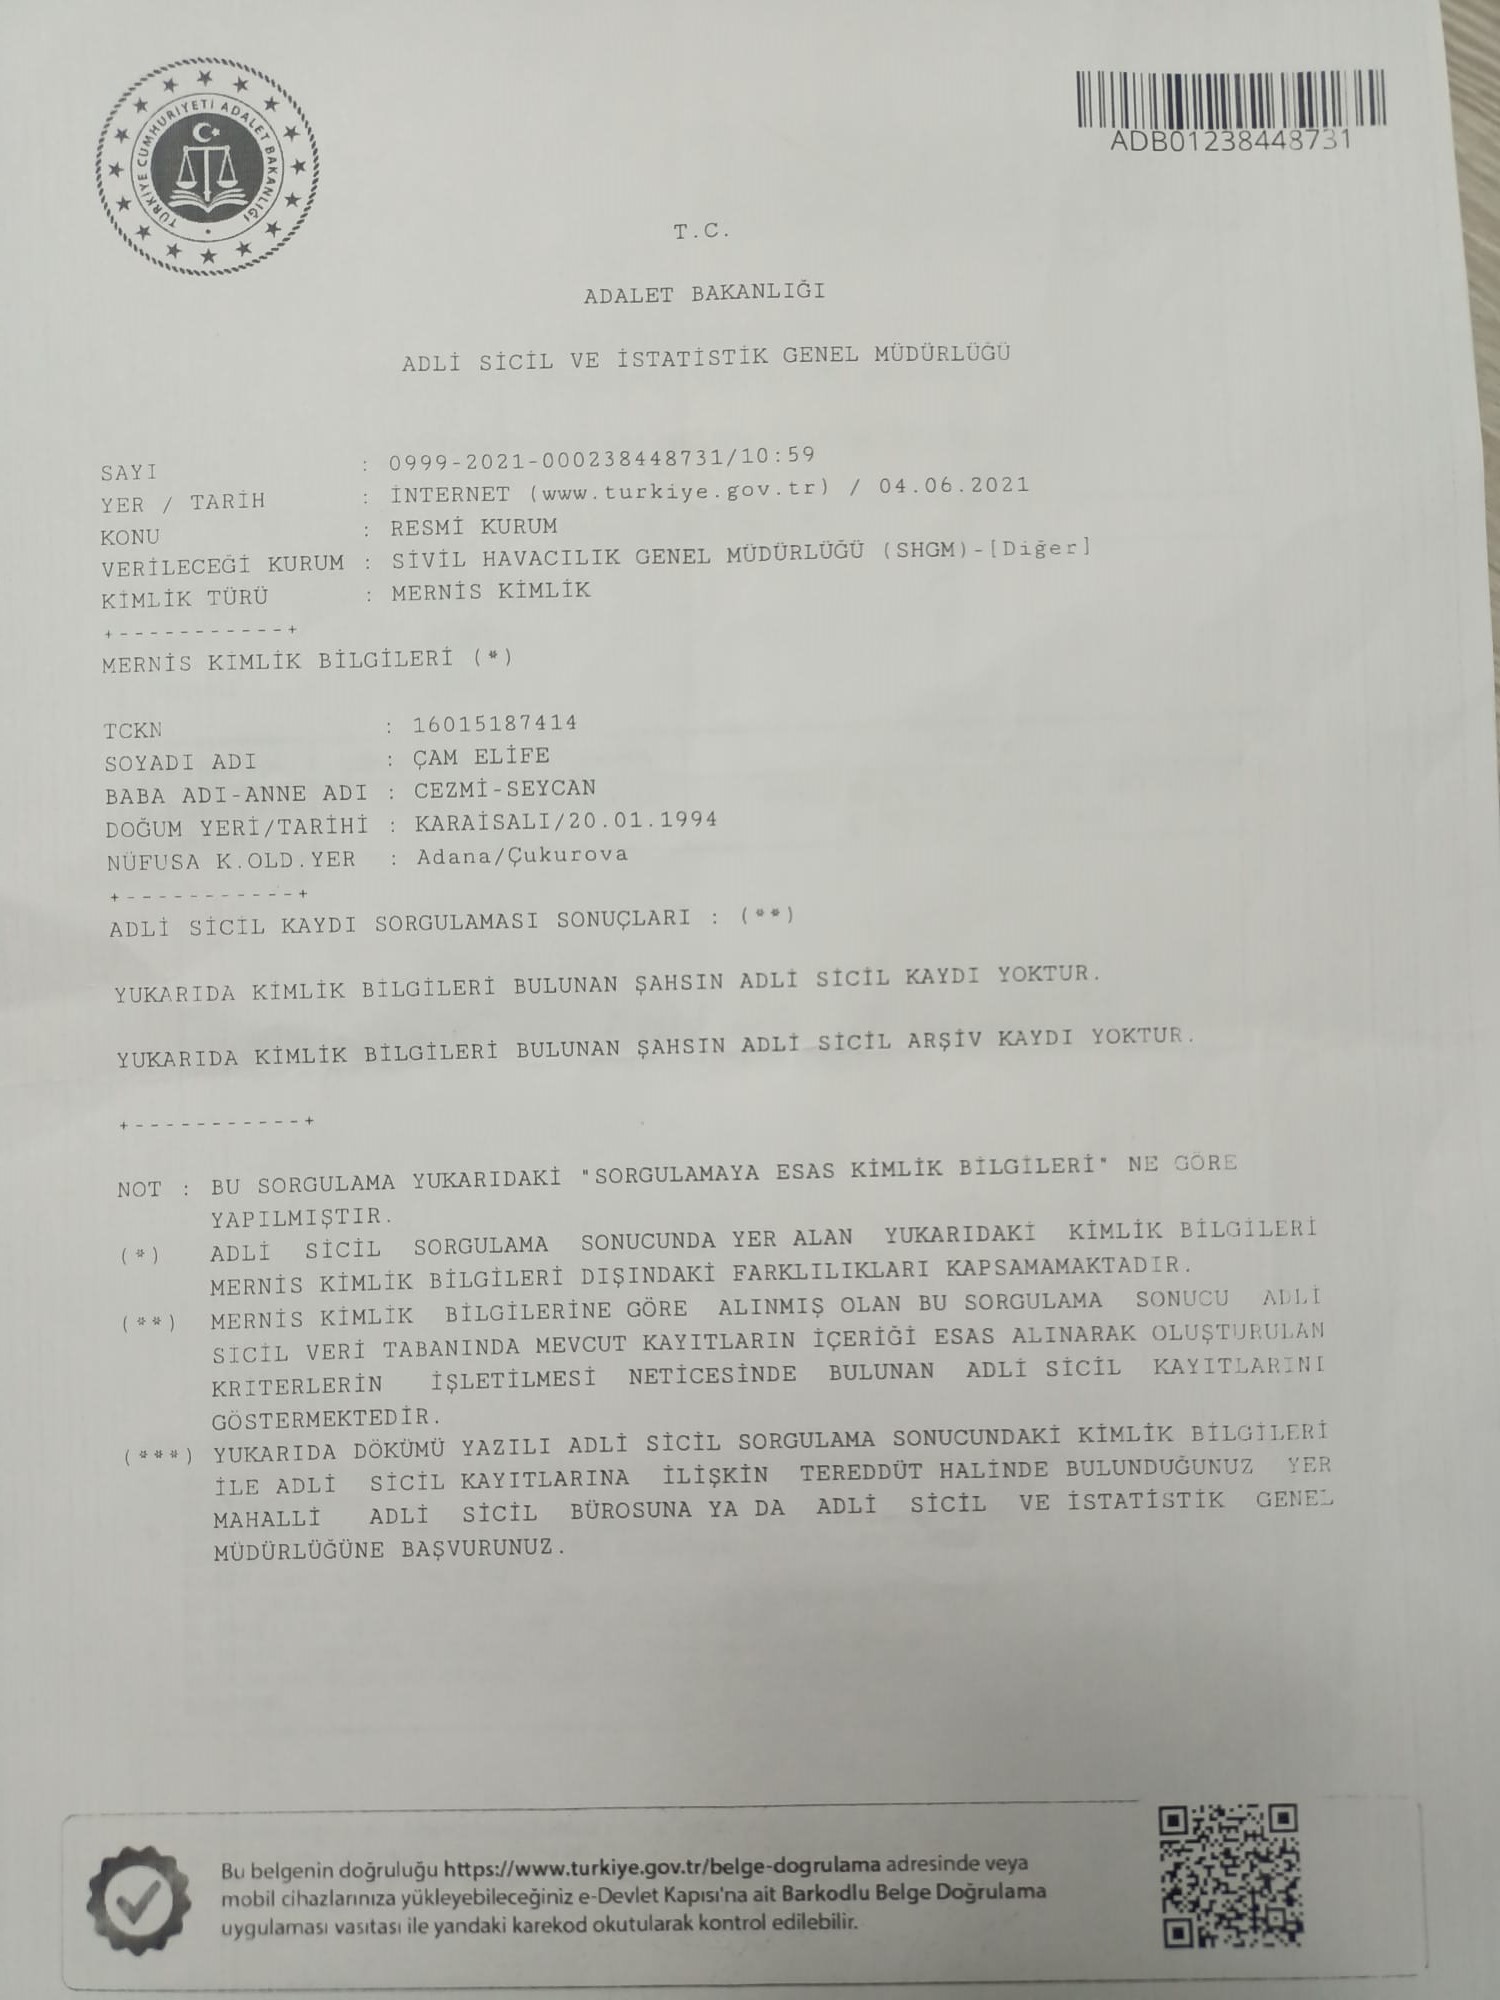 TÜRKİYE CUMHURİYETİ ADALET BAKANLIĞI
ADB01238448731
T.C.
ADALET BAKANLIĞI
ADLİ SİCİL VE İSTATİSTİK GENEL MÜDÜRLÜĞÜ
SAYI : 0999-2021-000238448731/10:59
YER / TARİH : İNTERNET (www.turkiye.gov.tr) / 04.06.2021
KONU : RESMİ KURUM
VERİLECEĞİ KURUM : SİVİL HAVACILIK GENEL MÜDÜRLÜĞÜ (SHGM)-[Diğer]
KİMLİK TÜRÜ : MERNİS KİMLİK
+-----------+
MERNİS KİMLİK BİLGİLERİ (*)
TCKN : 16015187414
SOYADI ADI : ÇAM ELİFE
BABA ADI-ANNE ADI : CEZMİ-SEYCAN
DOĞUM YERİ/TARİHİ : KARAİSALI/20.01.1994
NÜFUSA K.OLD.YER : Adana/Çukurova
+-----------+
ADLİ SİCİL KAYDI SORGULAMASI SONUÇLARI : (**)
YUKARIDA KİMLİK BİLGİLERİ BULUNAN ŞAHSIN ADLİ SİCİL KAYDI YOKTUR.
YUKARIDA KİMLİK BİLGİLERİ BULUNAN ŞAHSIN ADLİ SİCİL ARŞİV KAYDI YOKTUR.
+-----------+
NOT : BU SORGULAMA YUKARIDAKİ "SORGULAMAYA ESAS KİMLİK BİLGİLERİ" NE GÖRE
YAPILMIŞTIR.
(*) ADLİ SİCİL SORGULAMA SONUCUNDA YER ALAN YUKARIDAKİ KİMLİK BİLGİLERİ
MERNİS KİMLİK BİLGİLERİ DIŞINDAKİ FARKLILIKLARI KAPSAMAMAKTADIR.
(**) MERNİS KİMLİK BİLGİLERİNE GÖRE ALINMIŞ OLAN BU SORGULAMA SONUCU ADLİ
SICİL VERİ TABANINDA MEVCUT KAYITLARIN İÇERİĞİ ESAS ALINARAK OLUŞTURULAN
KRITERLERİN İŞLETİLMESİ NETİCESİNDE BULUNAN ADLİ SİCİL KAYITLARINI
GÖSTERMEKTEDİR.
(***) YUKARIDA DÖKÜMÜ YAZILI ADLİ SİCİL SORGULAMA SONUCUNDAKİ KİMLİK BİLGİLERİ
İLE ADLİ SİCİL KAYITLARINA İLİŞKİN TEREDDÜT HALİNDE BULUNDUĞUNUZ YER
MAHALLİ ADLİ SİCİL BÜROSUNA YA DA ADLİ SİCİL VE İSTATİSTİK GENEL
MÜDÜRLÜĞÜNE BAŞVURUNUZ.
Bu belgenin doğruluğu https://www.turkiye.gov.tr/belge-dogrulama adresinde veya
mobil cihazlarınıza yükleyebileceğiniz e-Devlet Kapısı'na ait Barkodlu Belge Doğrulama
uygulaması vasıtası ile yandaki karekod okutularak kontrol edilebilir.